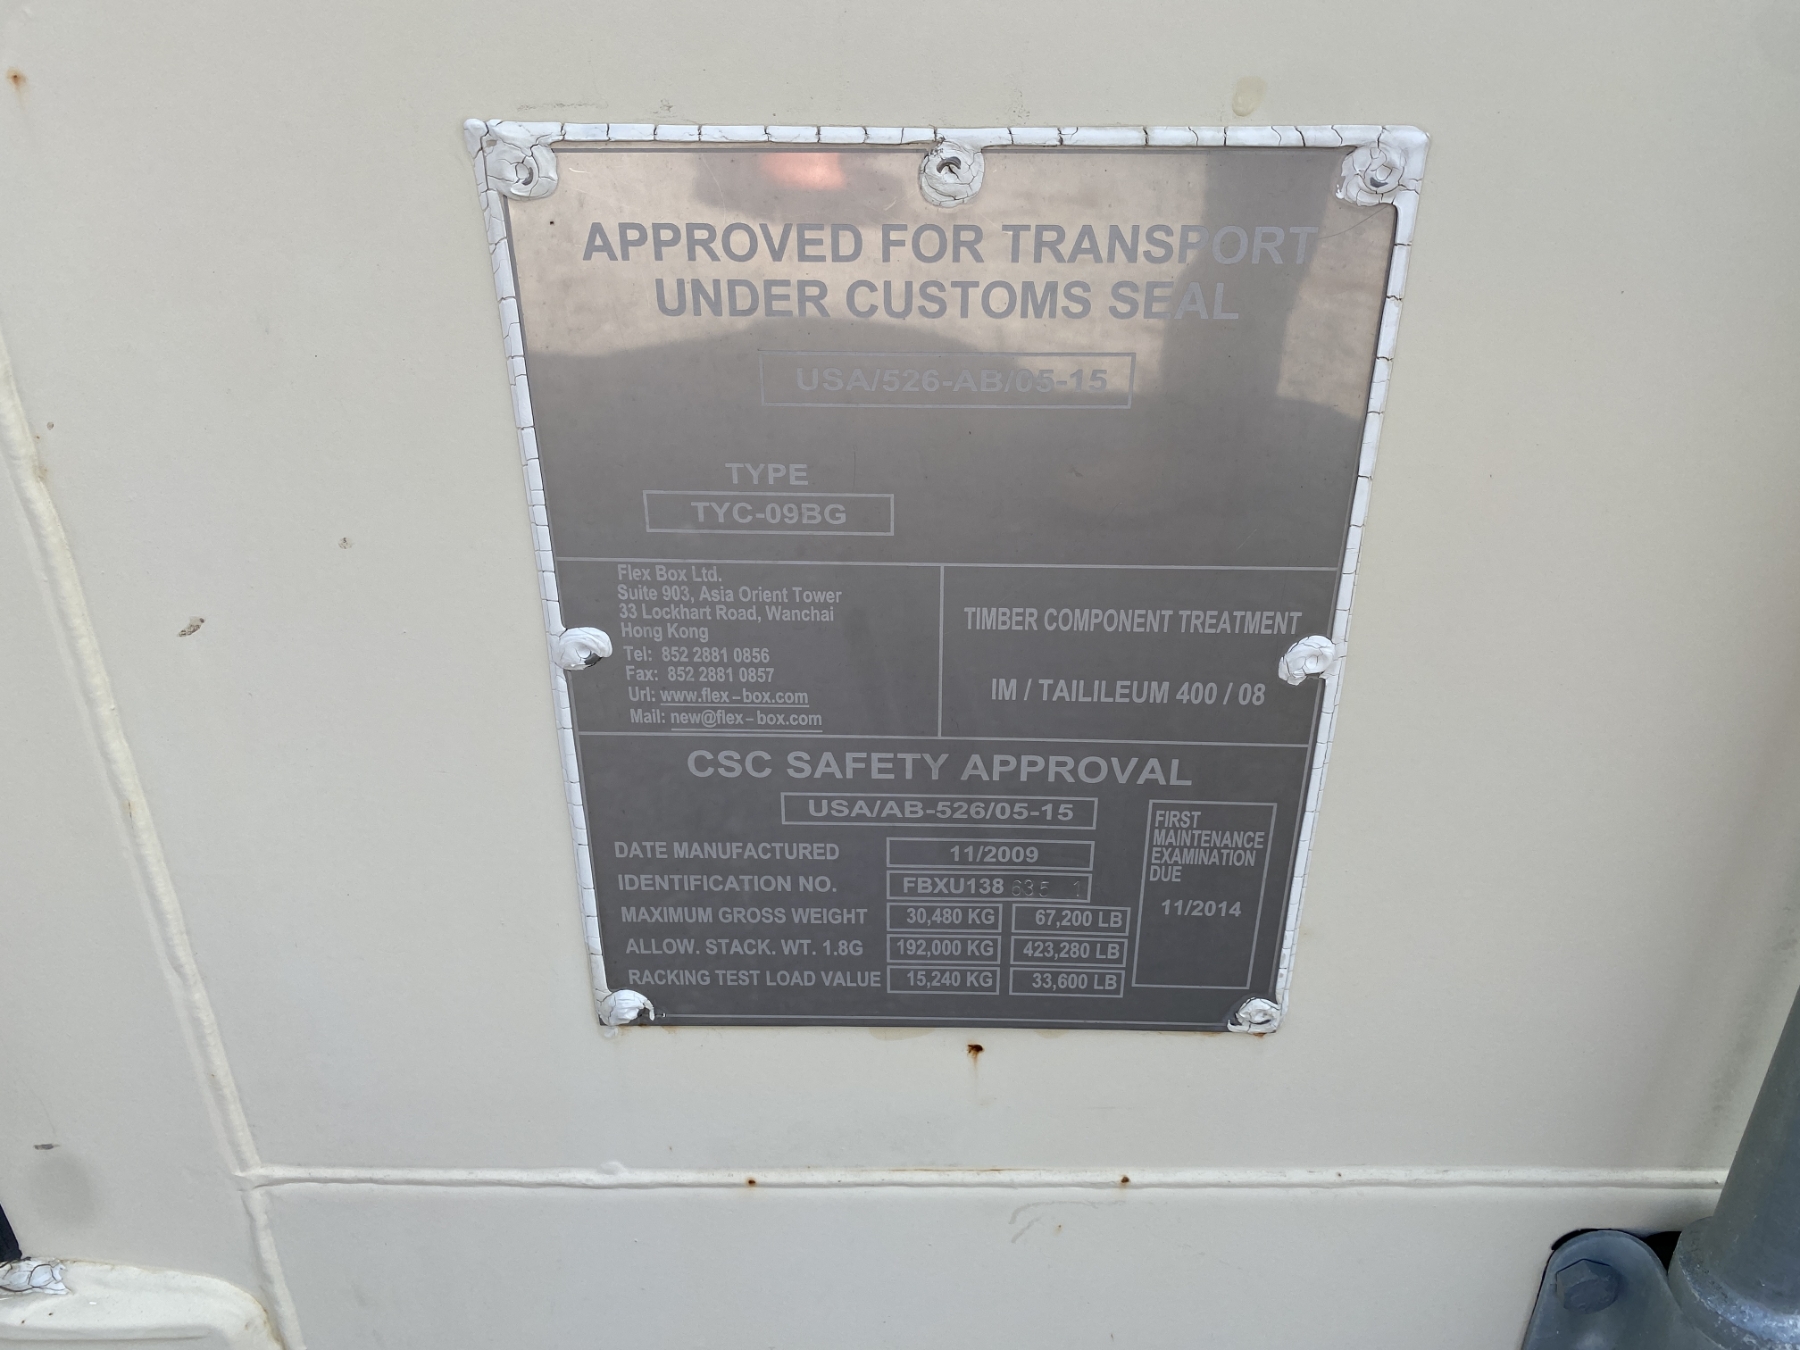 APPROVED FOR TRANSPORT
UNDER CUSTOMS SEAL
USA/526-AB/05-15
TYPE
TYC-09BG
Flex Box Ltd.
Suite 903, Asia Orient Tower
33 Lockhart Road, Wanchai
Hong Kong
Tel: 852 2881 0856
Fax: 852 2881 0857
Url: www.flex-box.com
Mail: new@flex-box.com
TIMBER COMPONENT TREATMENT
IM / TAILILEUM 400 / 08
CSC SAFETY APPROVAL
USA/AB-526/05-15
DATE MANUFACTURED 11/2009
IDENTIFICATION NO. FBXU138 635 1
MAXIMUM GROSS WEIGHT 30,480 KG 67,200 LB
ALLOW. STACK. WT. 1.8G 192,000 KG 423,280 LB
RACKING TEST LOAD VALUE 15,240 KG 33,600 LB
FIRST
MAINTENANCE
EXAMINATION
DUE
11/2014